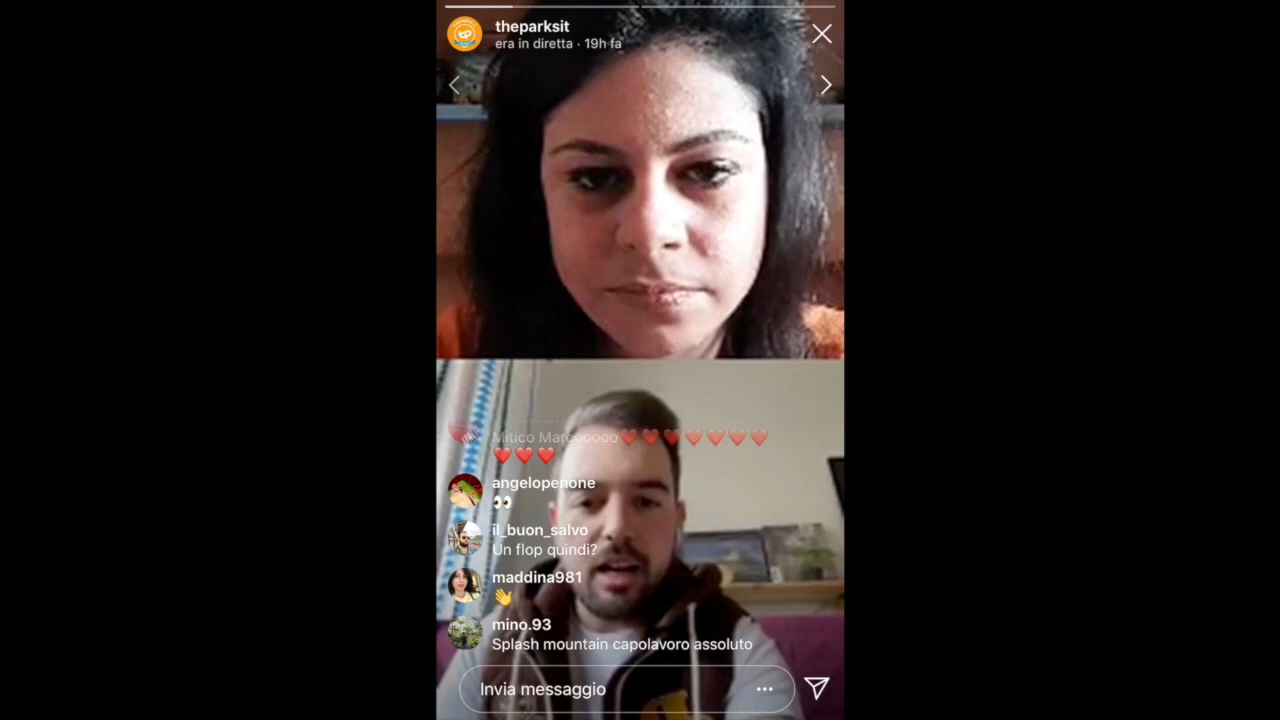 theparksit
era in diretta · 19h fa
Mitico Marcooooo❤️❤️❤️❤️❤️❤️❤️
❤️❤️❤️
angelopenone
👀
il_buon_salvo
Un flop quindi?
maddina981
👋
mino.93
Splash mountain capolavoro assoluto
Invia messaggio